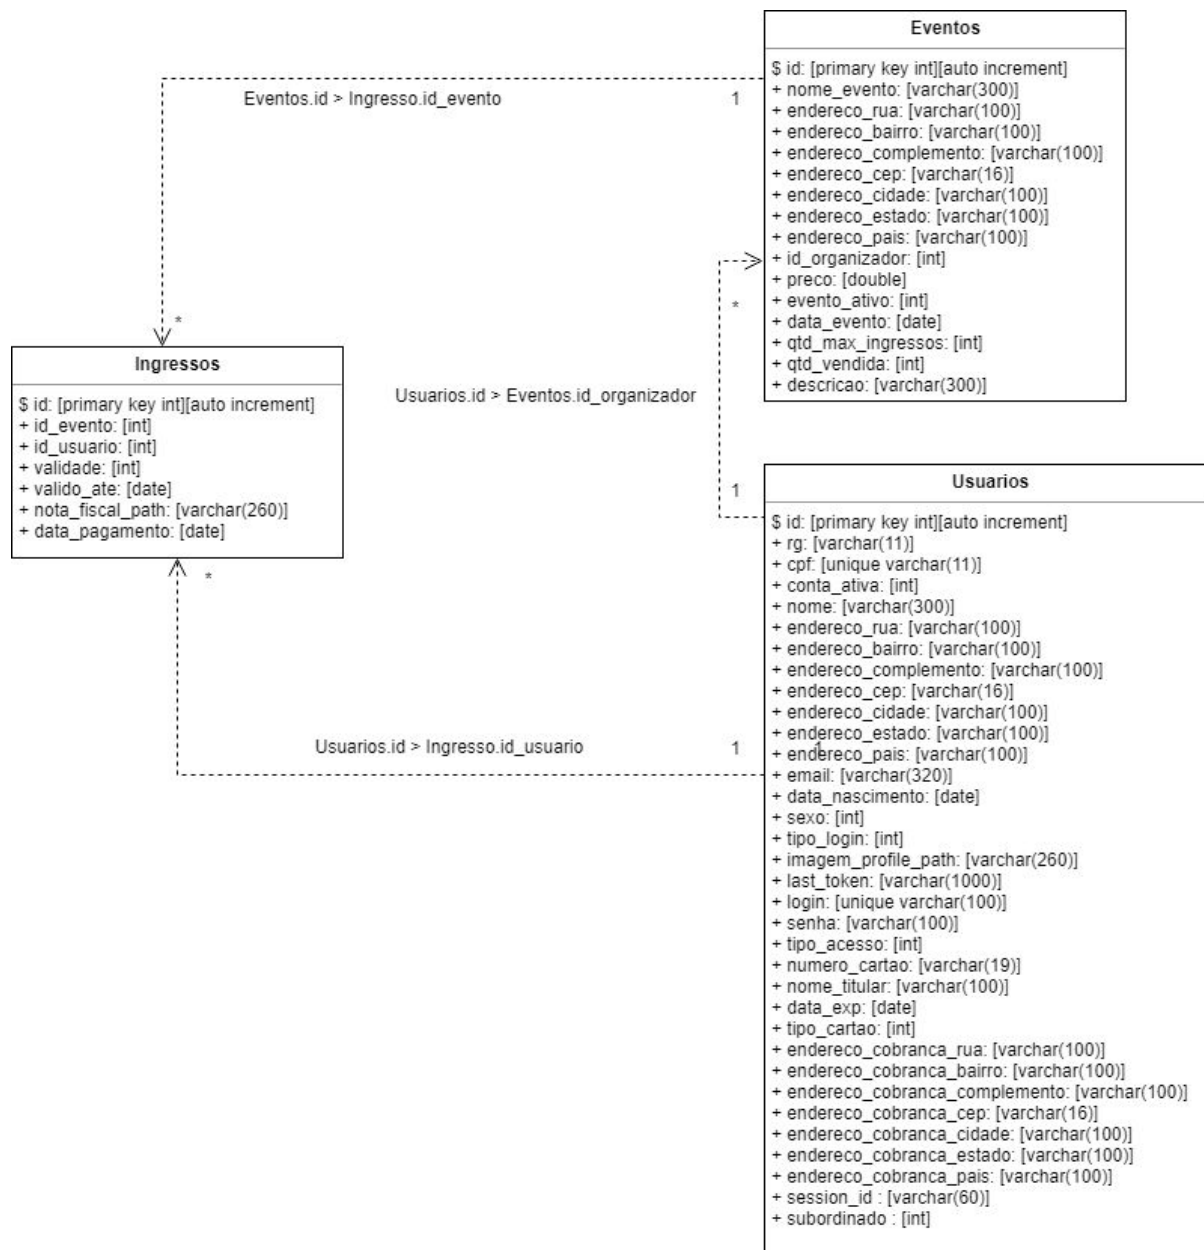 Eventos
$ id: [primary key int][auto increment]
+ nome_evento: [varchar(300)]
+ endereco_rua: [varchar(100)]
+ endereco_bairro: [varchar(100)]
+ endereco_complemento: [varchar(100)]
+ endereco_cep: [varchar(16)]
+ endereco_cidade: [varchar(100)]
+ endereco_estado: [varchar(100)]
+ endereco_pais: [varchar(100)]
+ id_organizador: [int]
+ preco: [double]
+ evento_ativo: [int]
+ data_evento: [date]
+ qtd_max_ingressos: [int]
+ qtd_vendida: [int]
+ descricao: [varchar(300)]
Eventos.id > Ingresso.id_evento
1
*
Ingressos
$ id: [primary key int][auto increment]
+ id_evento: [int]
+ id_usuario: [int]
+ validade: [int]
+ valido_ate: [date]
+ nota_fiscal_path: [varchar(260)]
+ data_pagamento: [date]
*
*
Usuarios.id > Eventos.id_organizador
1
Usuarios.id > Ingresso.id_usuario
1
Usuarios
$ id: [primary key int][auto increment]
+ rg: [varchar(11)]
+ cpf: [unique varchar(11)]
+ conta_ativa: [int]
+ nome: [varchar(300)]
+ endereco_rua: [varchar(100)]
+ endereco_bairro: [varchar(100)]
+ endereco_complemento: [varchar(100)]
+ endereco_cep: [varchar(16)]
+ endereco_cidade: [varchar(100)]
+ endereco_estado: [varchar(100)]
1
+ endereco_pais: [varchar(100)]
+ email: [varchar(320)]
+ data_nascimento: [date]
+ sexo: [int]
+ tipo_login: [int]
+ imagem_profile_path: [varchar(260)]
+ last_token: [varchar(1000)]
+ login: [unique varchar(100)]
+ senha: [varchar(100)]
+ tipo_acesso: [int]
+ numero_cartao: [varchar(19)]
+ nome_titular: [varchar(100)]
+ data_exp: [date]
+ tipo_cartao: [int]
+ endereco_cobranca_rua: [varchar(100)]
+ endereco_cobranca_bairro: [varchar(100)]
+ endereco_cobranca_complemento: [varchar(100)]
+ endereco_cobranca_cep: [varchar(16)]
+ endereco_cobranca_cidade: [varchar(100)]
+ endereco_cobranca_estado: [varchar(100)]
+ endereco_cobranca_pais: [varchar(100)]
+ session_id : [varchar(60)]
+ subordinado : [int]